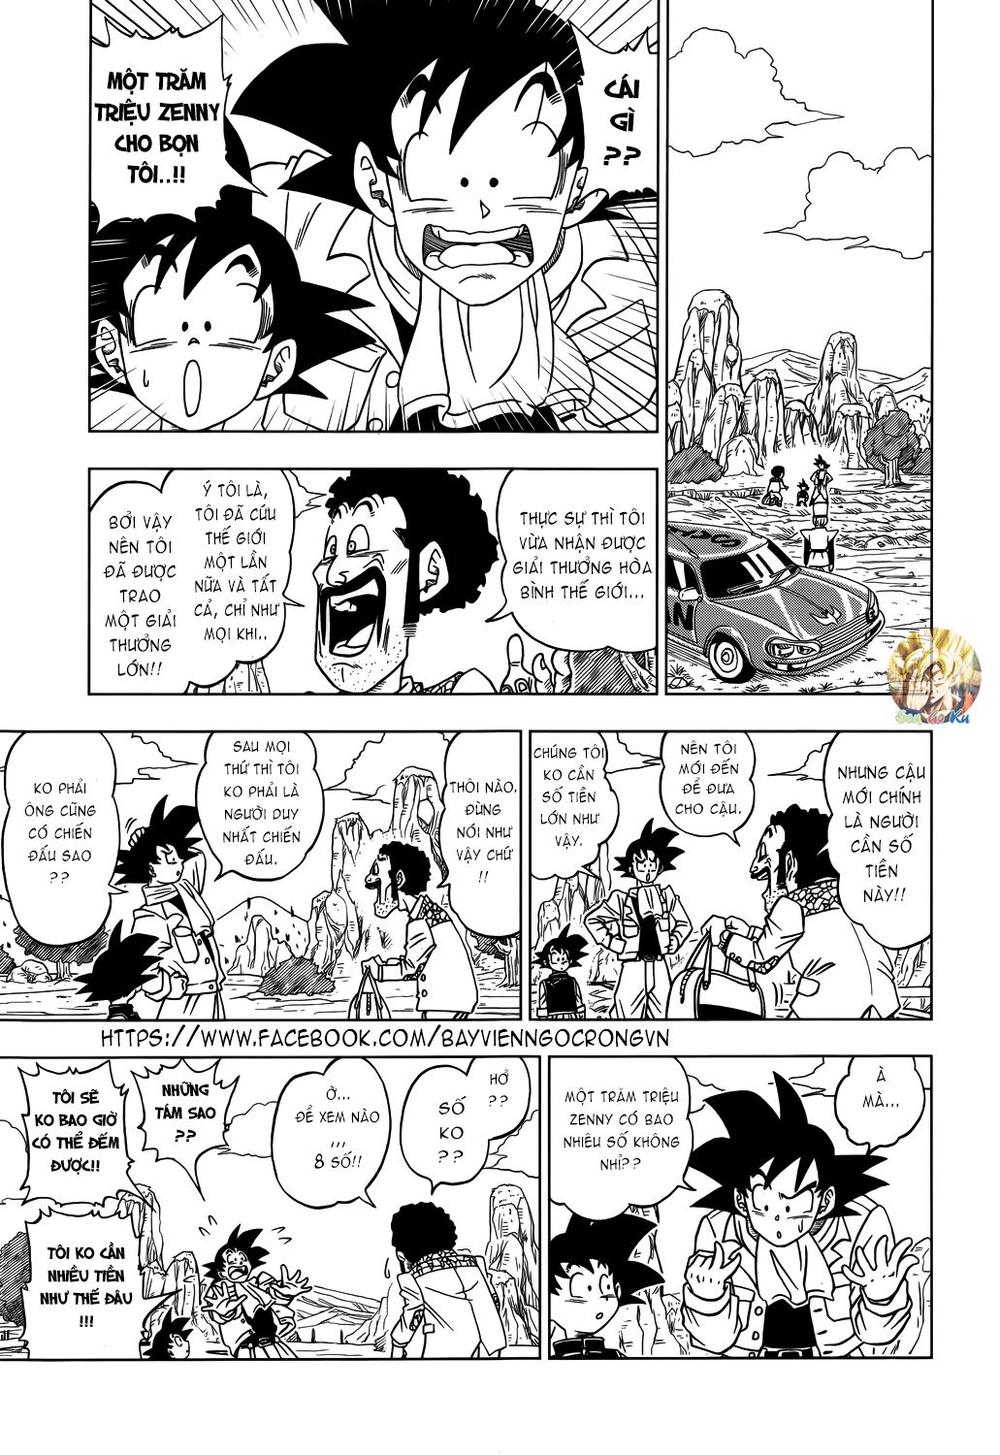 CÁI
GÌ
??
MỘT TRĂM
TRIỆU ZENNY
CHO BỌN
TÔI..!!
THỰC SỰ THÌ TÔI
VỪA NHẬN ĐƯỢC
GIẢI THƯỞNG HÒA
BÌNH THẾ GIỚI...
Ý TÔI LÀ,
TÔI ĐÃ CỨU
THẾ GIỚI
MỘT LẦN
NỮA VÀ TẤT
CẢ, CHỈ NHƯ
MỌI KHI..
BỞI VẬY
NÊN TÔI
ĐÃ ĐƯỢC
TRAO
MỘT GIẢI
THƯỞNG
LỚN!!
NHƯNG CẬU
MỚI CHÍNH
LÀ NGƯỜI
CẦN SỐ
TIỀN
NÀY!!
NÊN TÔI
MỚI ĐẾN
ĐỂ ĐƯA
CHO CẬU.
CHÚNG TÔI
KO CẦN
SỐ TIỀN
LỚN NHƯ
VẬY.
THÔI NÀO.
ĐỪNG
NÓI NHƯ
VẬY CHỨ
!!
SAU MỌI
THỨ THÌ TÔI
KO PHẢI LÀ
NGƯỜI DUY
NHẤT CHIẾN
ĐẤU.
KO PHẢI
ÔNG CŨNG
CÓ CHIẾN
ĐẤU SAO
??
HTTPS://WWW.FACEBOOK.COM/BAYVIENNGOCRONGVN
À
MÀ...
MỘT TRĂM TRIỆU
ZENNY CÓ BAO
NHIÊU SỐ KHÔNG
NHỈ??
HỞ
??
SỐ
KO
??
Ờ...
ĐỂ XEM NÀO
,,,
8 SỐ!!
NHỮNG
TÁM SAO
??
TÔI SẼ
KO BAO GIỜ
CÓ THỂ ĐẾM
ĐƯỢC!!
TÔI KO CẦN
NHIỀU TIỀN
NHƯ THẾ ĐÂU
!!!